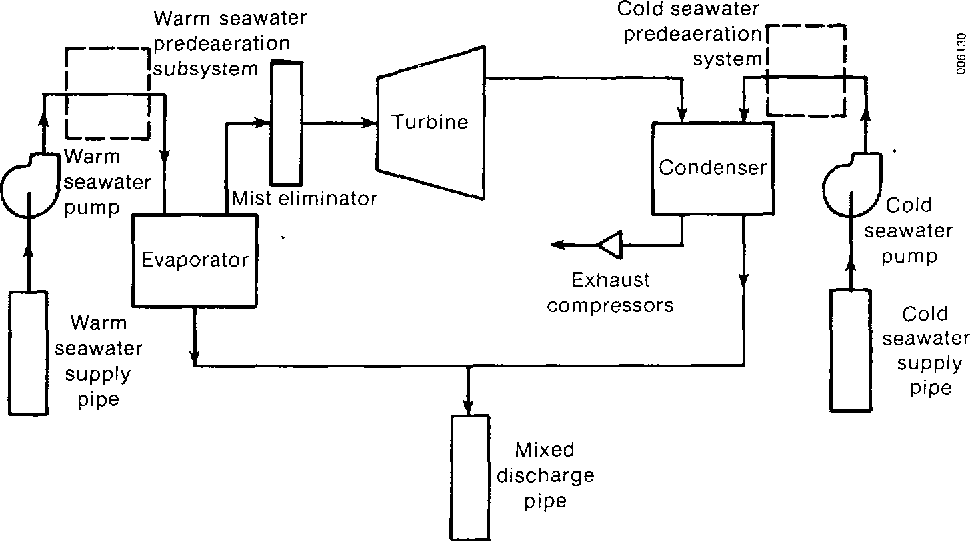 Warm seawater
predeaeration
subsystem
Cold seawater
predeaeration
system
006130
Turbine
Warm
seawater
pump
Mist eliminator
Condenser
Cold
seawater
pump
Evaporator
Exhaust
compressors
Warm
seawater
supply
pipe
Cold
seawater
supply
pipe
Mixed
discharge
pipe